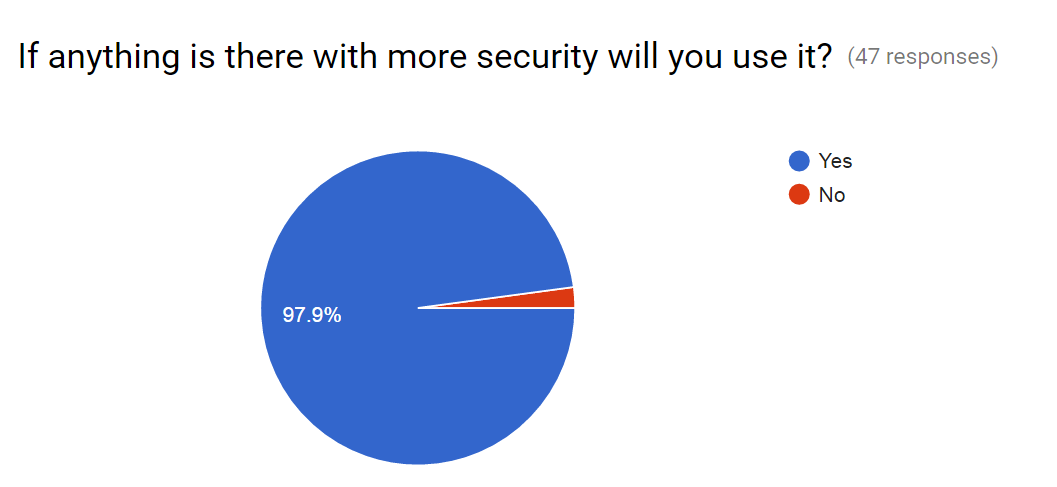 If anything is there with more security will you use it? (47 responses)
Yes
No
97.9%